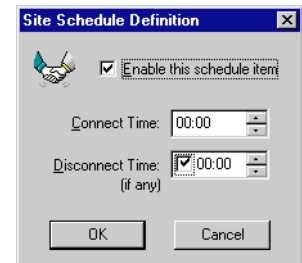 Site Schedule Definition
Enable this schedule item
Connect Time: 00:00
Disconnect Time: 00:00
(if any)
OK Cancel